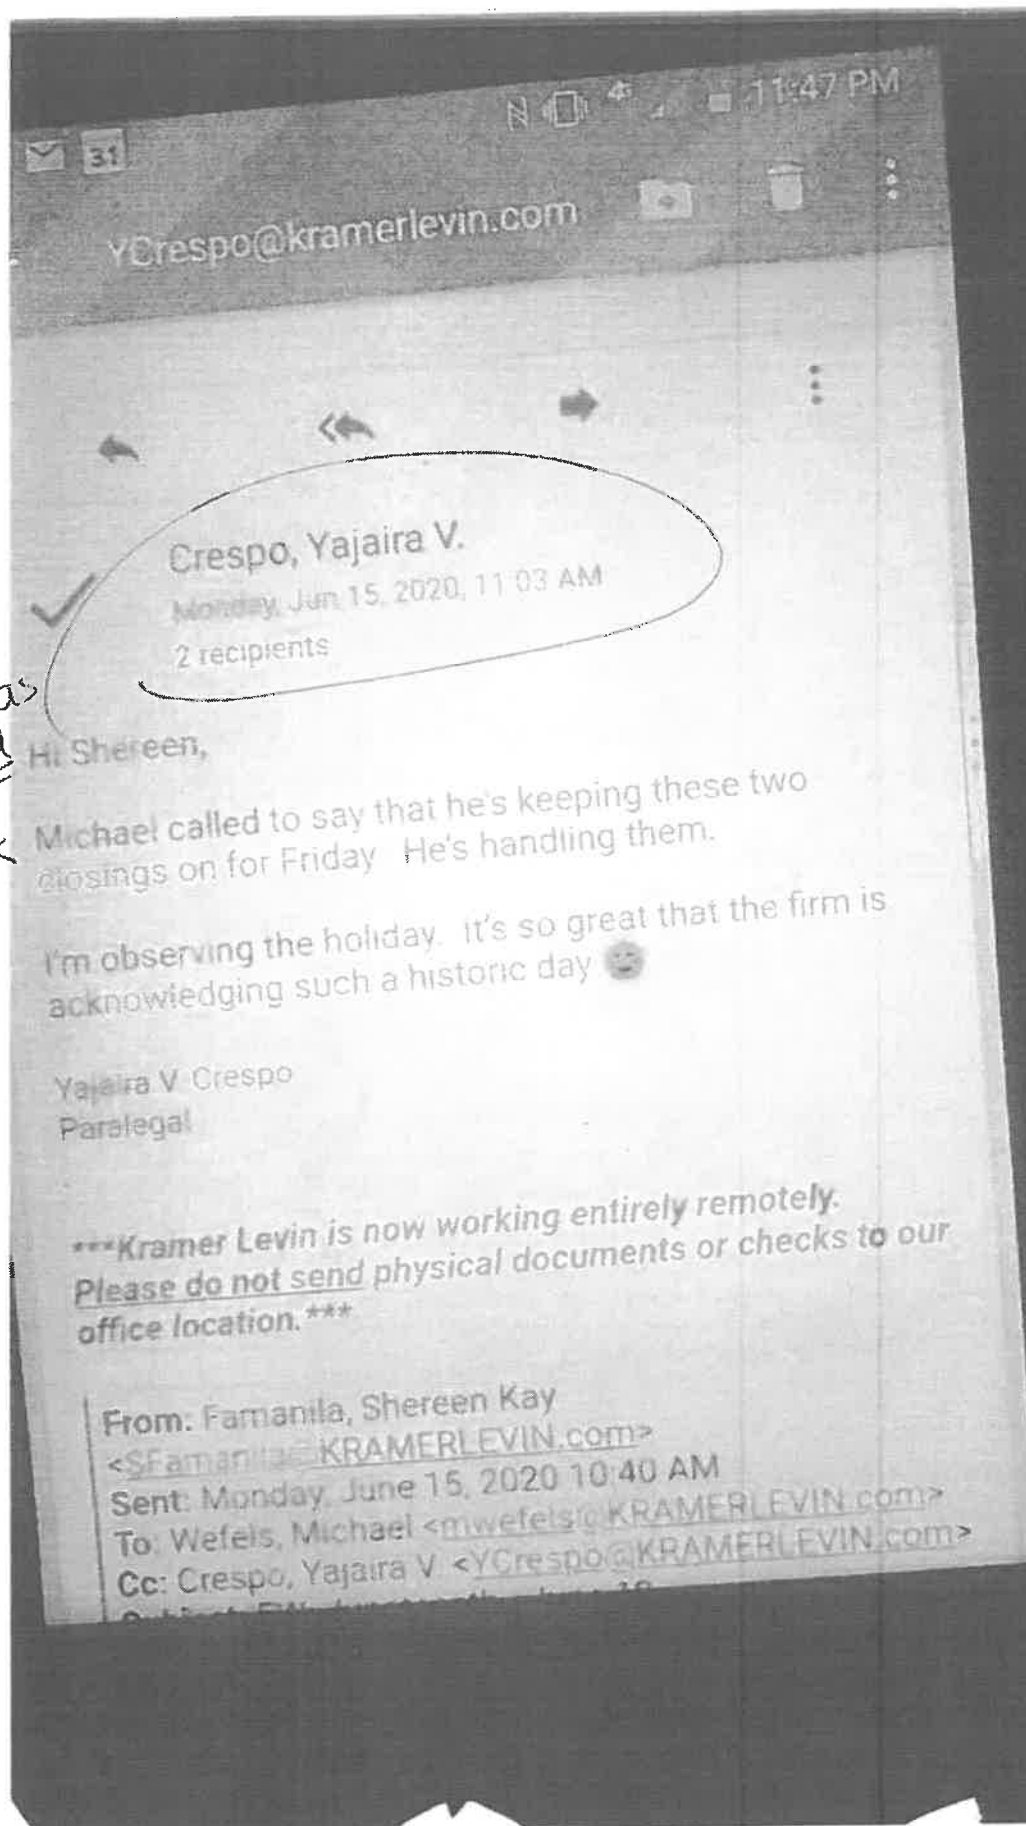 11:47 PM
31
YCrespo@kramerlevin.com
Crespo, Yajaira V.
Monday, Jun 15, 2020, 11:03 AM
2 recipients
as
Hi Shereen,
Michael called to say that he's keeping these two
closings on for Friday. He's handling them.
I'm observing the holiday. It's so great that the firm is
acknowledging such a historic day
Yajaira V. Crespo
Paralegal
***Kramer Levin is now working entirely remotely.
Please do not send physical documents or checks to our
office location.***
From: Famanila, Shereen Kay
<SFamanila@KRAMERLEVIN.com>
Sent: Monday, June 15, 2020 10:40 AM
To: Wefels, Michael <mwefels@KRAMERLEVIN.com>
Cc: Crespo, Yajaira V. <YCrespo@KRAMERLEVIN.com>